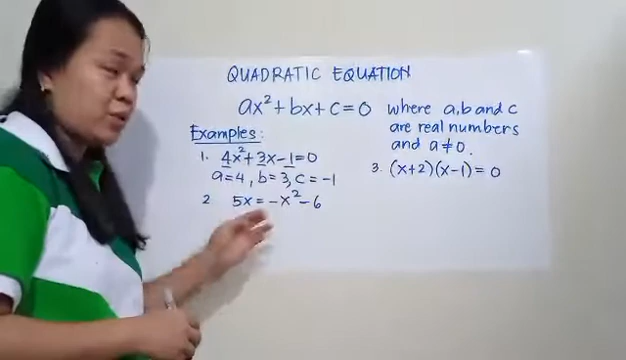 QUADRATIC EQUATION
ax²+bx+c=0 where a,b and c
are real numbers
and a≠0.
Examples:
1. 4x²+3x-1=0
a=4, b=3, c=-1
2 5x=-x²-6
3. (x+2)(x-1)=0